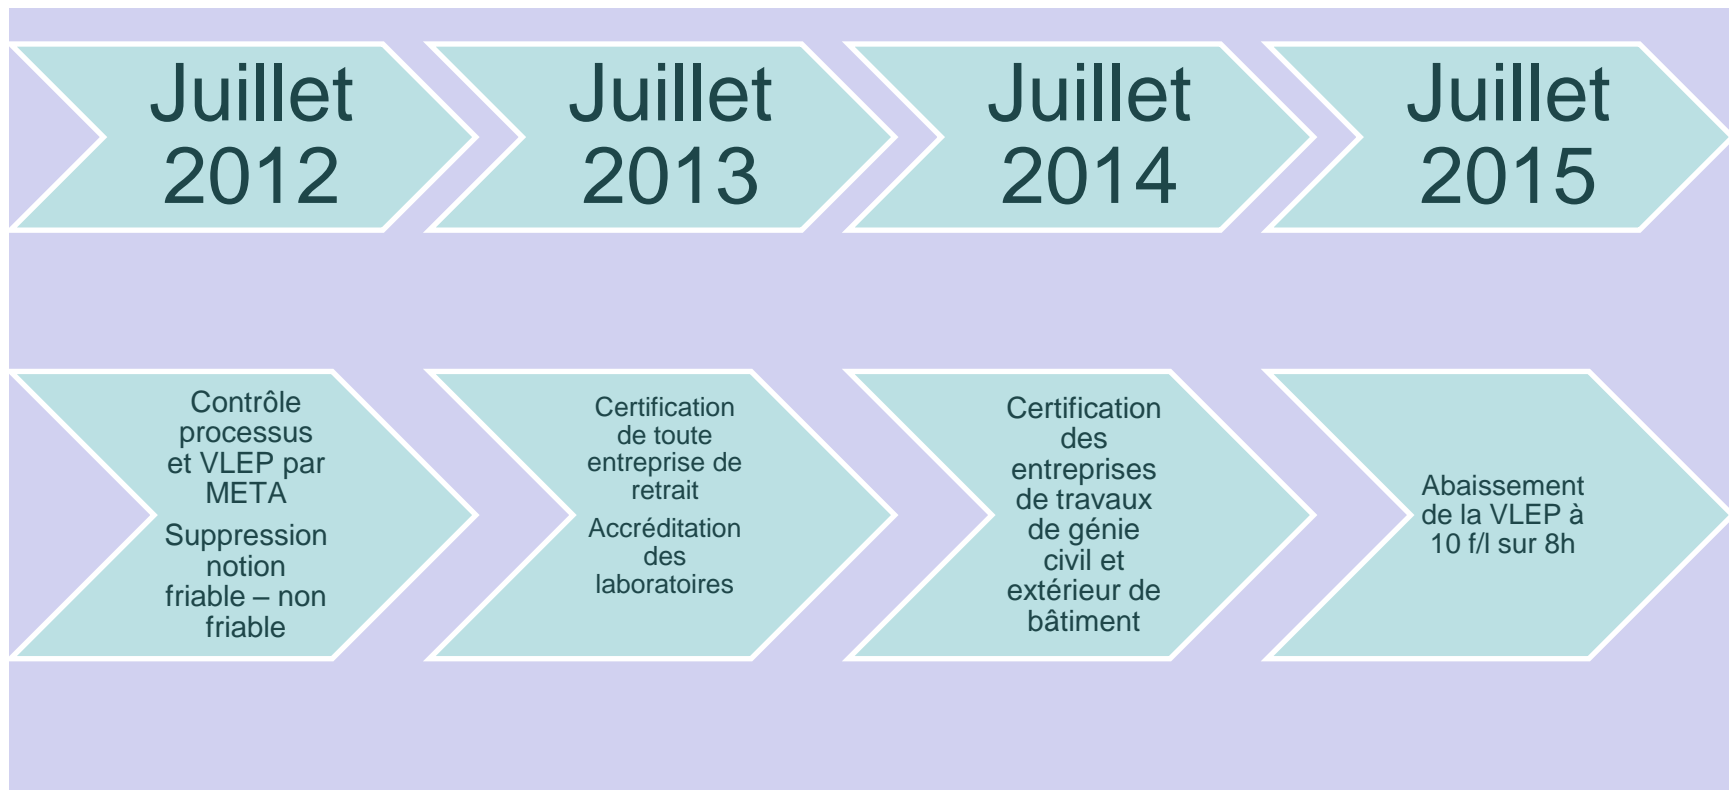 Juillet
2012
Juillet
2013
Juillet
2014
Juillet
2015
Contrôle
processus
et VLEP par
META
Suppression
notion
friable – non
friable
Certification
de toute
entreprise de
retrait
Accréditation
des
laboratoires
Certification
des
entreprises
de travaux
de génie
civil et
extérieur de
bâtiment
Abaissement
de la VLEP à
10 f/l sur 8h